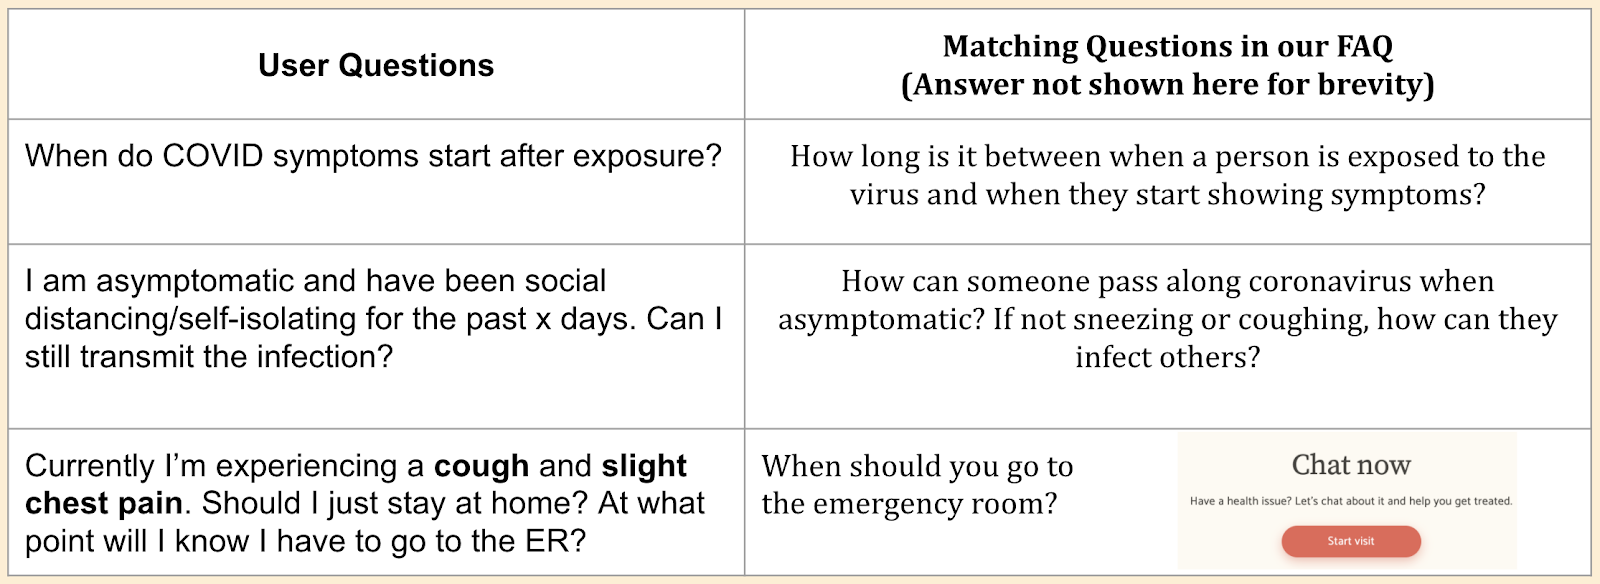 User Questions
Matching Questions in our FAQ
(Answer not shown here for brevity)
When do COVID symptoms start after exposure?
How long is it between when a person is exposed to the
virus and when they start showing symptoms?
I am asymptomatic and have been social
distancing/self-isolating for the past x days. Can I
still transmit the infection?
How can someone pass along coronavirus when
asymptomatic? If not sneezing or coughing, how can they
infect others?
Currently I’m experiencing a cough and slight
chest pain. Should I just stay at home? At what
point will I know I have to go to the ER?
When should you go to
the emergency room?
Chat now
Have a health issue? Let's chat about it and help you get treated.
Start visit